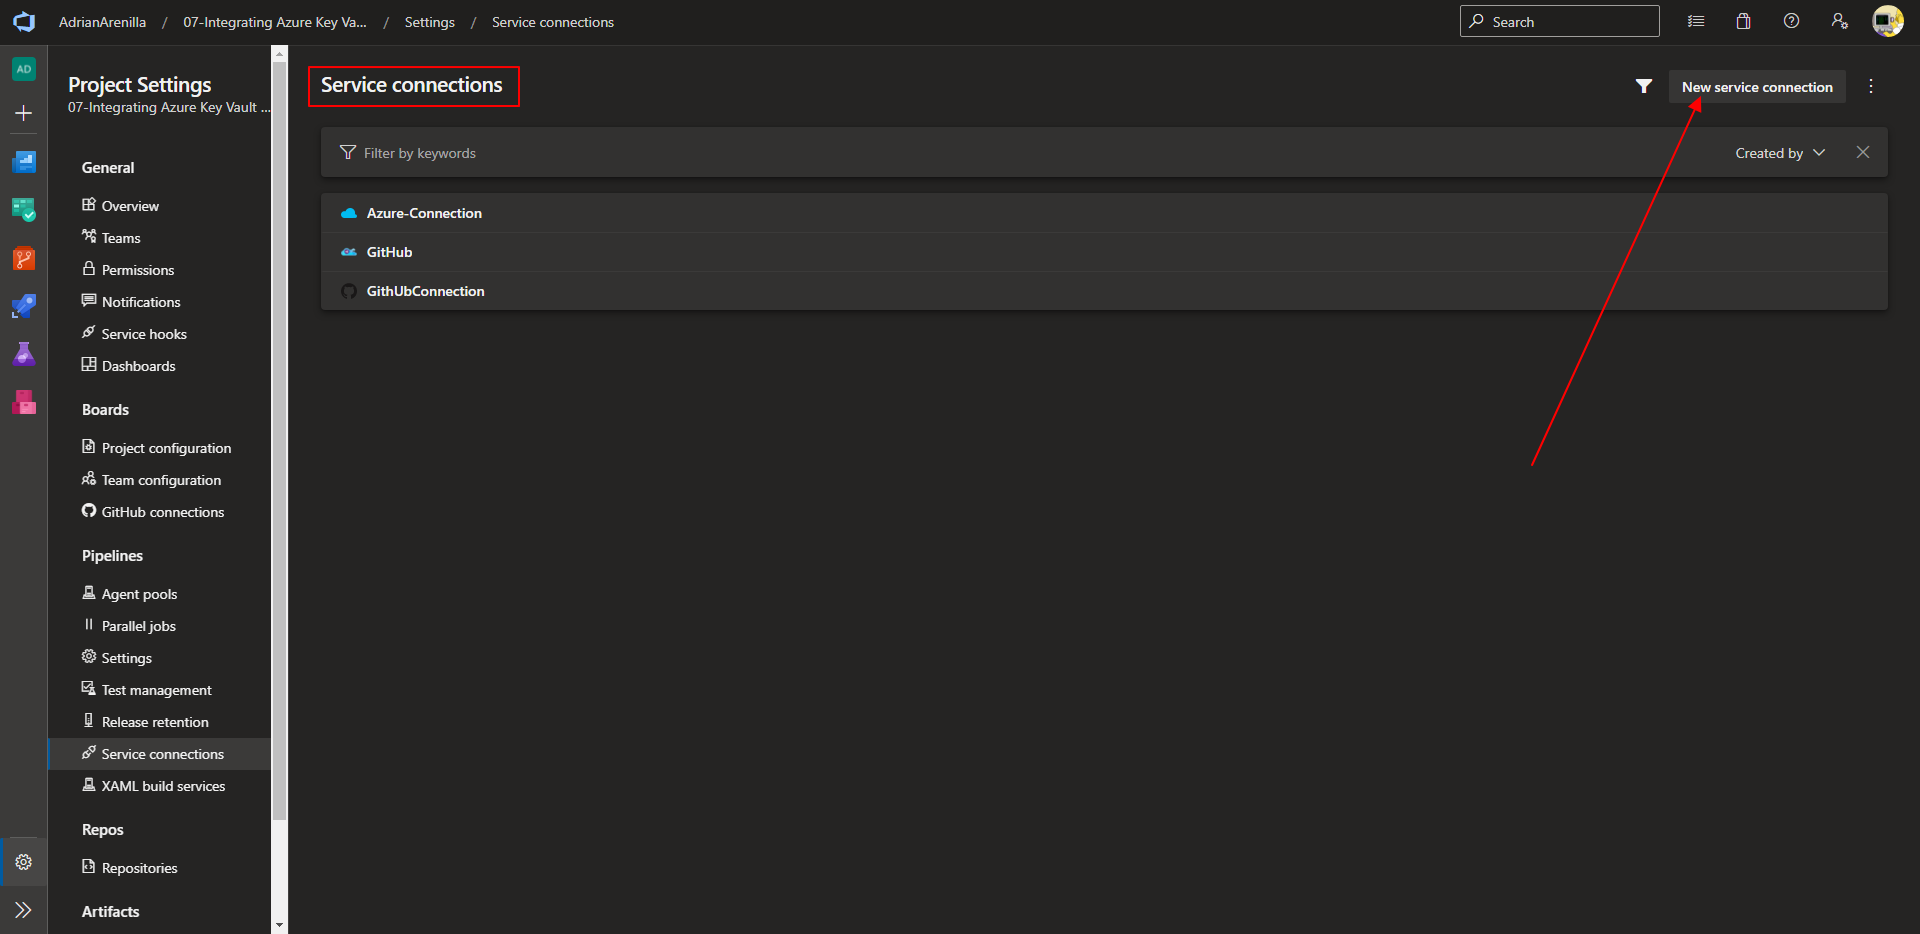 AdrianArenilla / 07-Integrating Azure Key Va... / Settings / Service connections
Search
AD
Project Settings
07-Integrating Azure Key Vault ...
General
Overview
Teams
Permissions
Notifications
Service hooks
Dashboards
Boards
Project configuration
Team configuration
GitHub connections
Pipelines
Agent pools
Parallel jobs
Settings
Test management
Release retention
Service connections
XAML build services
Repos
Repositories
Artifacts
Service connections
New service connection
Filter by keywords
Created by
Azure-Connection
GitHub
GithUbConnection